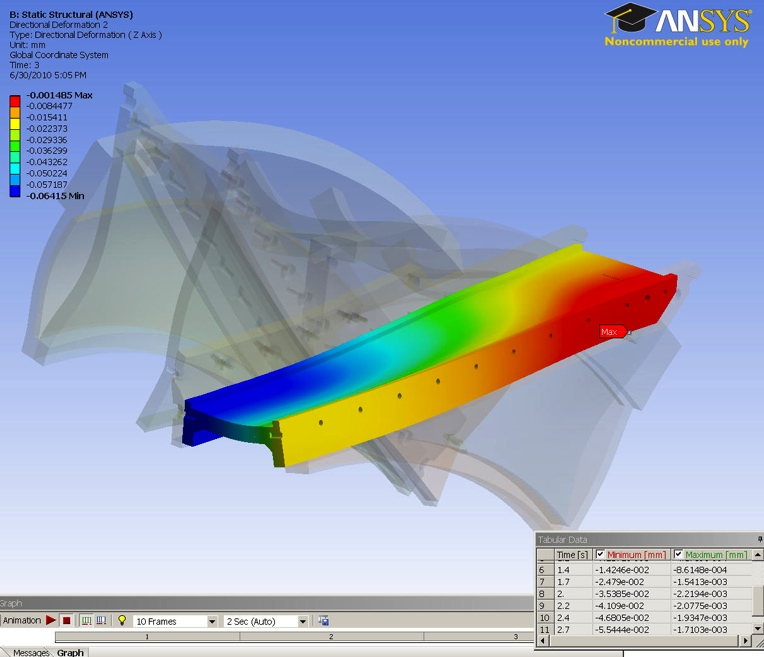 B: Static Structural (ANSYS)
Directional Deformation 2
Type: Directional Deformation ( Z Axis )
Unit: mm
Global Coordinate System
Time: 3
6/30/2010 5:05 PM
ANSYS
Noncommercial use only
-0.001485 Max
-0.0084477
-0.015411
-0.022373
-0.029336
-0.036299
-0.043262
-0.050224
-0.057187
-0.06415 Min
Max
Tabular Data
Time [s] Minimum [mm] Maximum [mm]
6 1.4 -1.4246e-002 -8.6148e-004
7 1.7 -2.479e-002 -1.5413e-003
8 2. -3.5385e-002 -2.2194e-003
9 2.2 -4.109e-002 -2.0775e-003
10 2.4 -4.6805e-002 -1.9347e-003
11 2.7 -5.5444e-002 -1.7103e-003
Graph
Animation 10 Frames 2 Sec (Auto)
1 2 3
Messages Graph